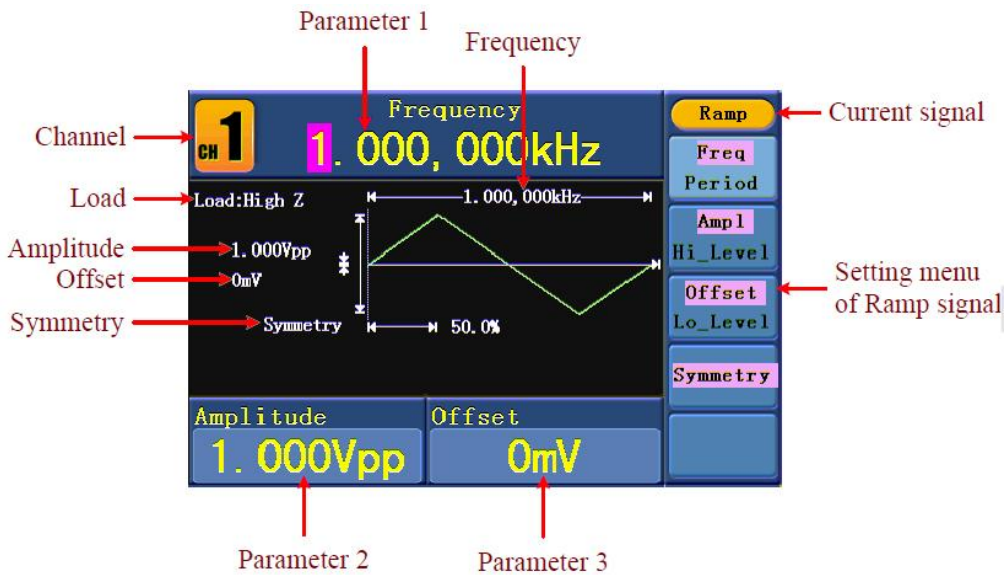 Parameter 1
Frequency
Channel
CH 1
Frequency
1.000,000kHz
Ramp
Current signal
Freq
Period
Load
Load:High Z
1.000,000kHz
Amplitude
1.000Vpp
Ampl
Hi_Level
Offset
0mV
Offset
Lo_Level
Setting menu
of Ramp signal
Symmetry
Symmetry
50.0%
Symmetry
Amplitude
Offset
1.000Vpp
0mV
Parameter 2
Parameter 3